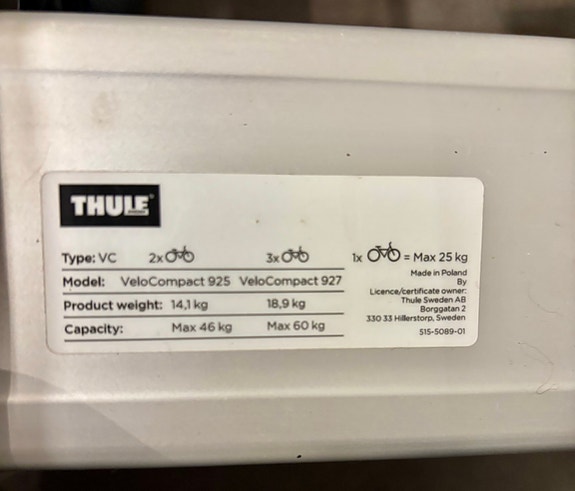 THULE
Type: VC 2x 3x 1x = Max 25 kg
Model: VeloCompact 925 VeloCompact 927
Product weight: 14,1 kg 18,9 kg
Capacity: Max 46 kg Max 60 kg
Made in Poland
By
Licence/certificate owner:
Thule Sweden AB
Borggatan 2
330 33 Hillerstorp, Sweden
515-5089-01